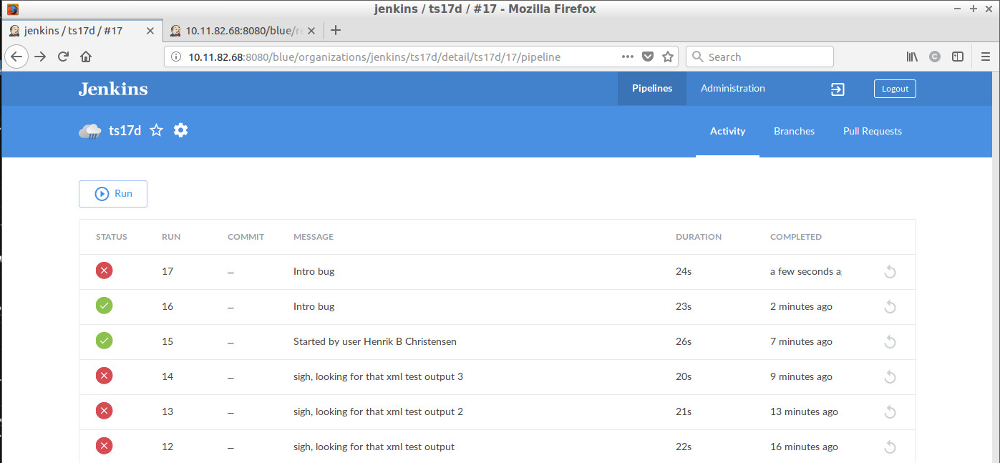 jenkins / ts17d / #17 - Mozilla Firefox
jenkins / ts17d / #17 10.11.82.68:8080/blue/r
10.11.82.68:8080/blue/organizations/jenkins/ts17d/detail/ts17d/17/pipeline Search
Jenkins Pipelines Administration Logout
ts17d Activity Branches Pull Requests
Run
STATUS RUN COMMIT MESSAGE DURATION COMPLETED
17 – Intro bug 24s a few seconds a
16 – Intro bug 23s 2 minutes ago
15 – Started by user Henrik B Christensen 26s 7 minutes ago
14 – sigh, looking for that xml test output 3 20s 9 minutes ago
13 – sigh, looking for that xml test output 2 21s 13 minutes ago
12 – sigh, looking for that xml test output 22s 16 minutes ago